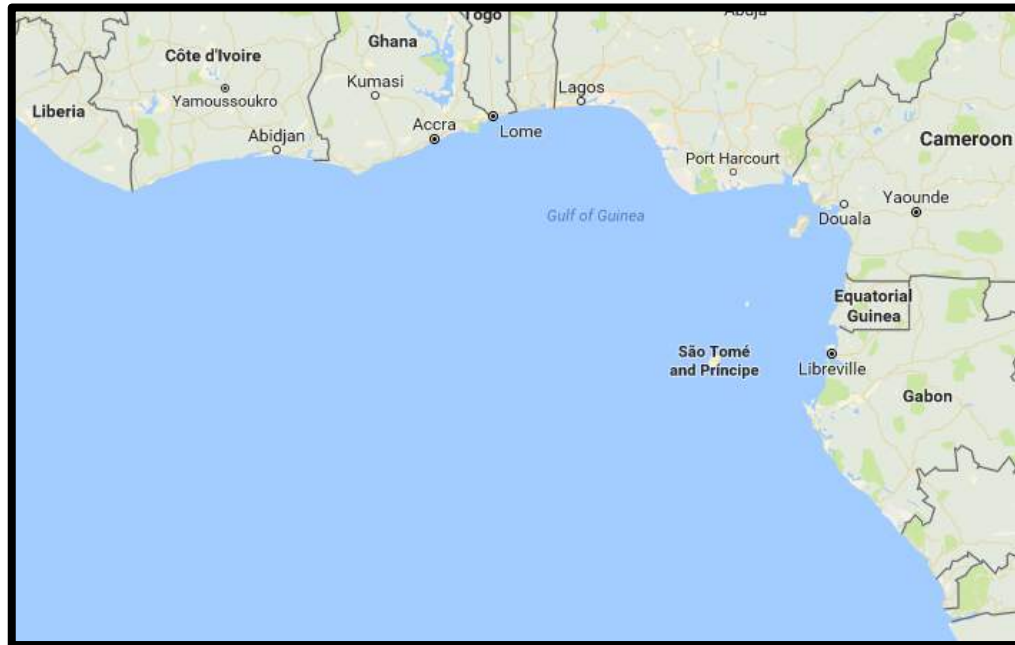 Togo
Abuja
Côte d'Ivoire
Ghana
Kumasi
Yamoussoukro
Lagos
Liberia
Abidjan
Accra
Lome
Cameroon
Port Harcourt
Yaounde
Douala
Gulf of Guinea
Equatorial
Guinea
São Tomé
and Príncipe
Libreville
Gabon